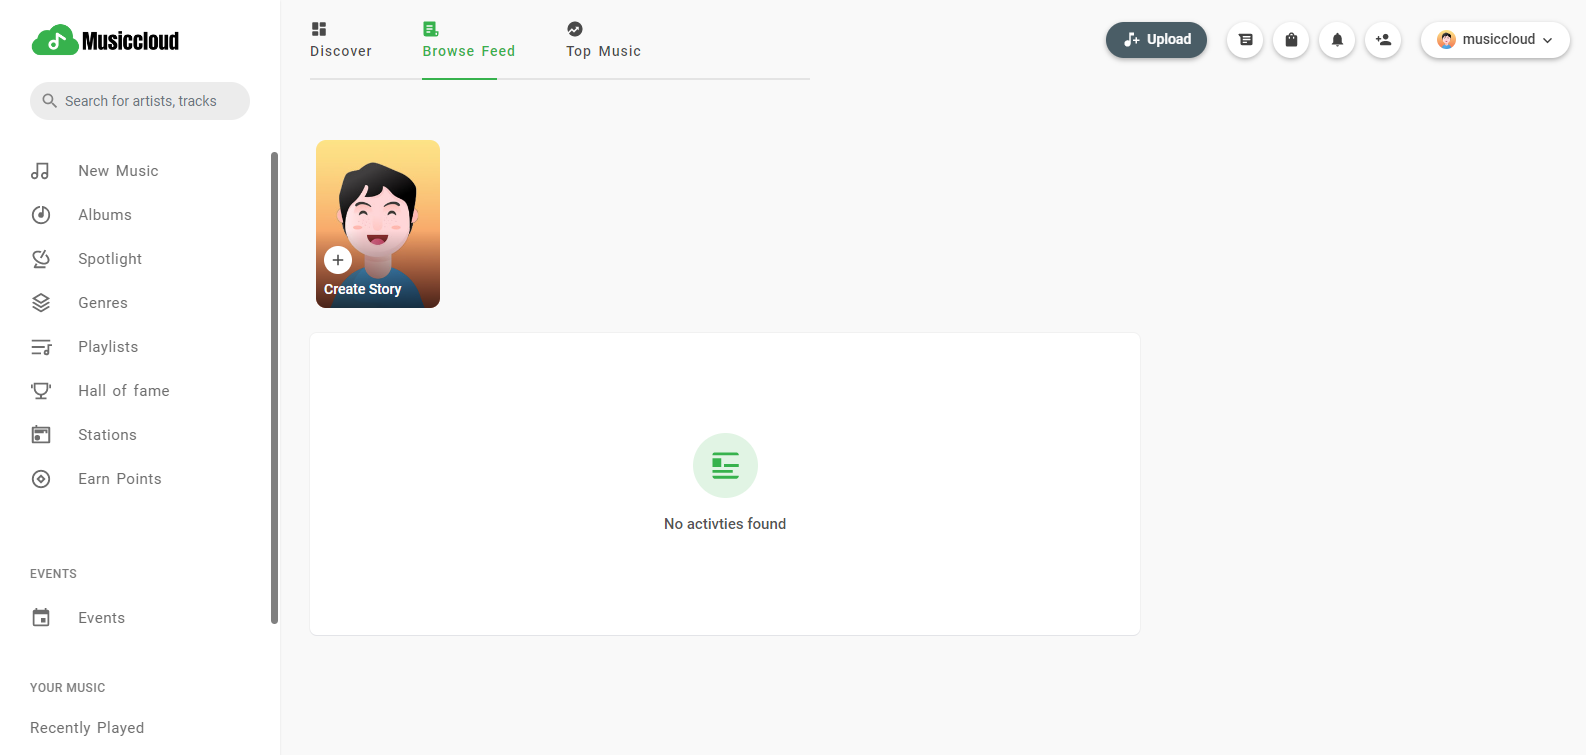 Musiccloud
Search for artists, tracks
New Music
Albums
Spotlight
Genres
Playlists
Hall of fame
Stations
Earn Points
EVENTS
Events
YOUR MUSIC
Recently Played
Discover
Browse Feed
Top Music
Upload
musiccloud
Create Story
No activties found